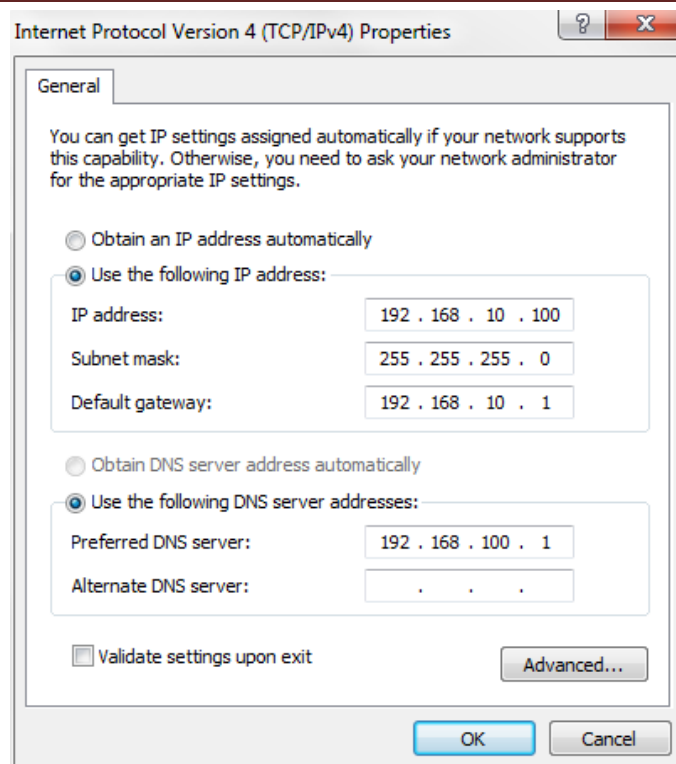 Internet Protocol Version 4 (TCP/IPv4) Properties
General
You can get IP settings assigned automatically if your network supports
this capability. Otherwise, you need to ask your network administrator
for the appropriate IP settings.
Obtain an IP address automatically
Use the following IP address:
IP address: 192 . 168 . 10 . 100
Subnet mask: 255 . 255 . 255 . 0
Default gateway: 192 . 168 . 10 . 1
Obtain DNS server address automatically
Use the following DNS server addresses:
Preferred DNS server: 192 . 168 . 100 . 1
Alternate DNS server: . . .
Validate settings upon exit
Advanced...
OK Cancel